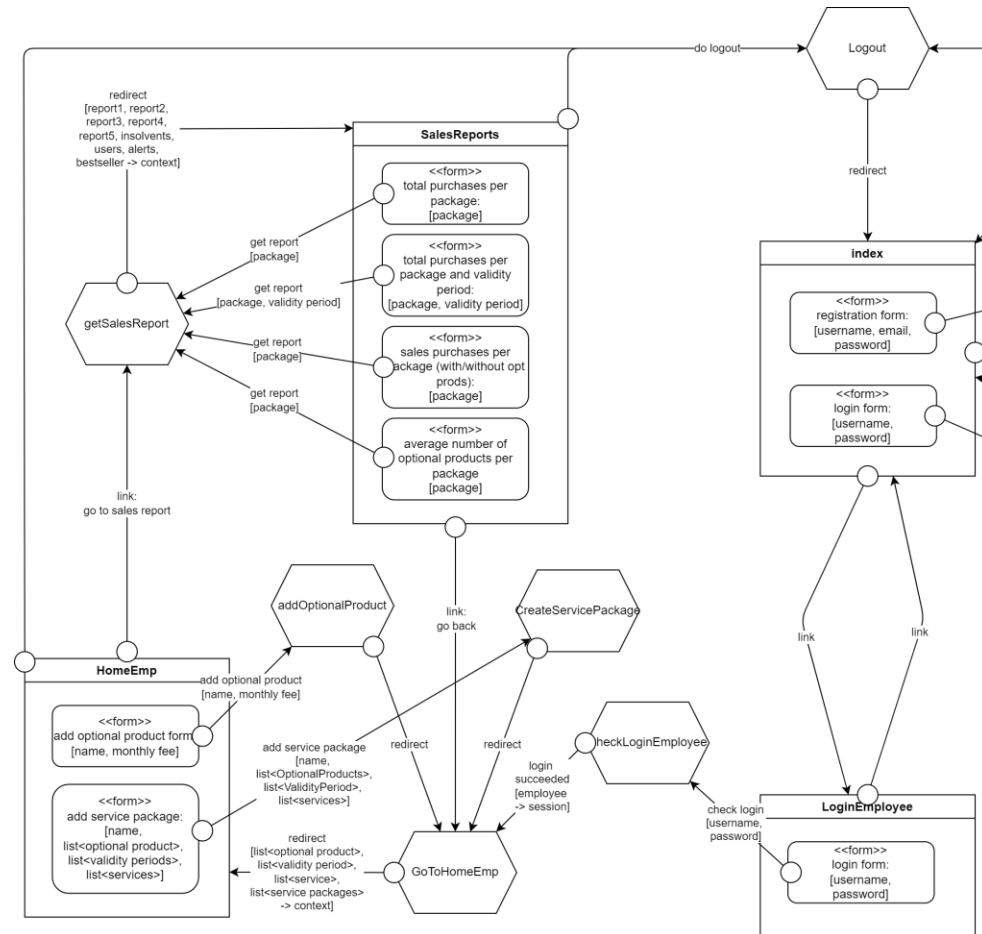 do logout
Logout
redirect
[report1, report2,
report3, report4,
report5, insolvents,
users, alerts,
bestseller -> context]
SalesReports
<<form>>
total purchases per
package:
[package]
redirect
get report
[package]
<<form>>
total purchases per
package and validity
period:
[package, validity period]
index
get report
[package, validity period]
<<form>>
registration form:
[username, email,
password]
getSalesReport
get report
[package]
<<form>>
sales purchases per
package (with/without opt
prods):
[package]
get report
[package]
<<form>>
login form:
[username,
password]
<<form>>
average number of
optional products per
package
[package]
link:
go to sales report
addOptionalProduct
link:
go back
CreateServicePackage
link
link
HomeEmp
add optional product
[name, monthly fee]
<<form>>
add optional product form
[name, monthly fee]
redirect
redirect
checkLoginEmployee
add service package
[name,
list<OptionalProducts>,
list<ValidityPeriod>,
list<services>]
login
succeeded
[employee
-> session]
<<form>>
add service package:
[name,
list<optional product>,
list<validity periods>,
list<services>]
check login
[username,
password]
LoginEmployee
redirect
[list<optional product>,
list<validity period>,
list<service>,
list<service packages>
-> context]
GoToHomeEmp
<<form>>
login form:
[username,
password]